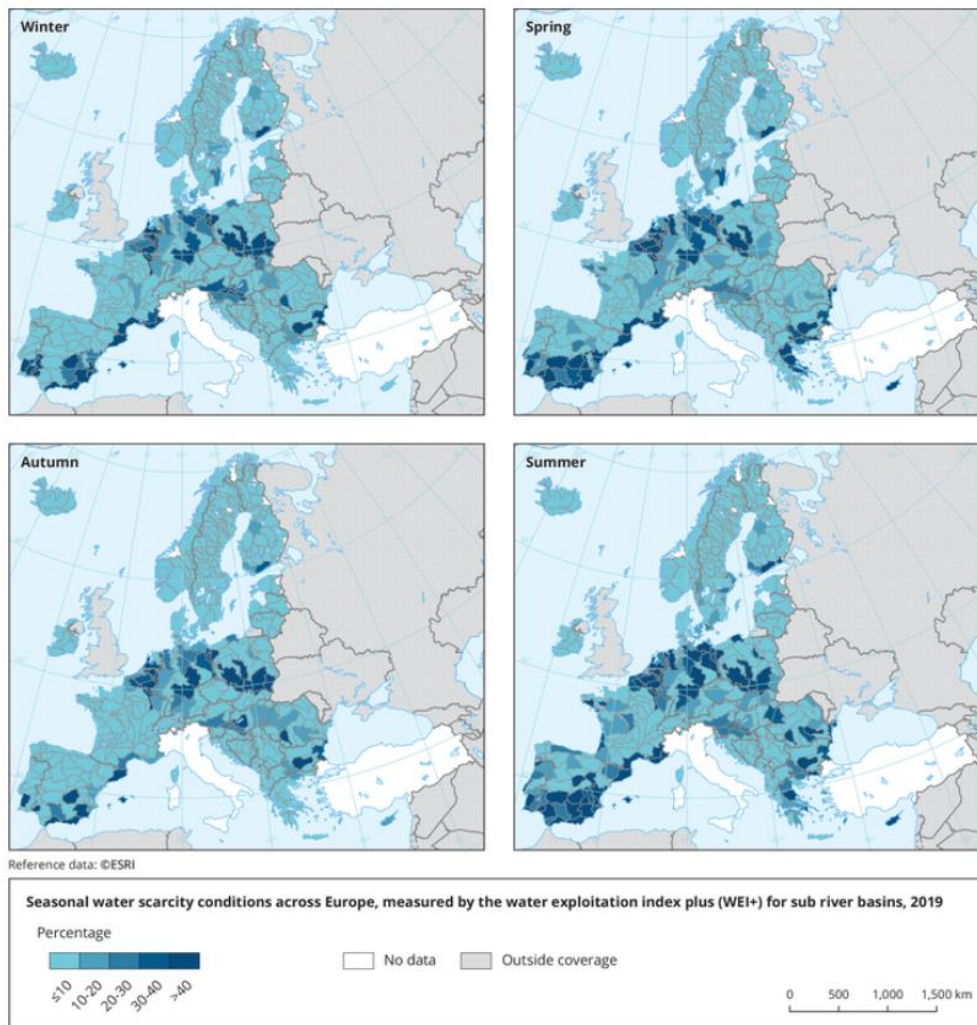 Winter
Spring
Autumn
Summer
Reference data: ©ESRI
Seasonal water scarcity conditions across Europe, measured by the water exploitation index plus (WEI+) for sub river basins, 2019
Percentage
≤10
10-20
20-30
30-40
>40
No data
Outside coverage
0 500 1,000 1,500 km